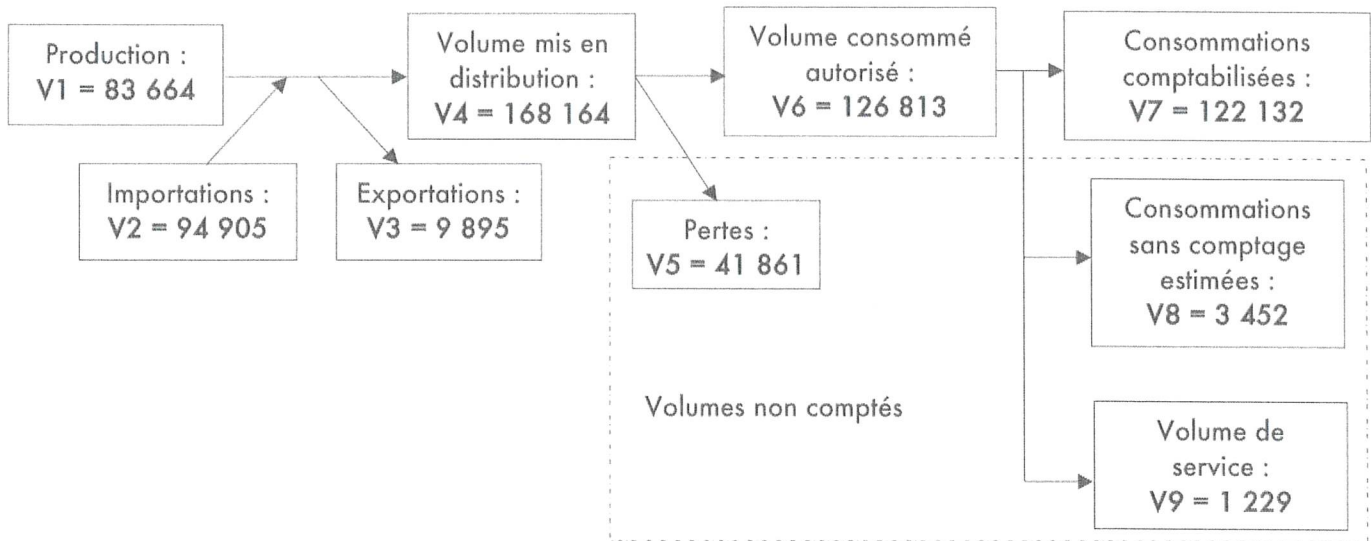 Production :
V1 = 83 664
Volume mis en
distribution :
V4 = 168 164
Volume consommé
autorisé :
V6 = 126 813
Consommations
comptabilisées :
V7 = 122 132
Importations :
V2 = 94 905
Exportations :
V3 = 9 895
Pertes :
V5 = 41 861
Consommations
sans comptage
estimées :
V8 = 3 452
Volumes non comptés
Volume de
service :
V9 = 1 229